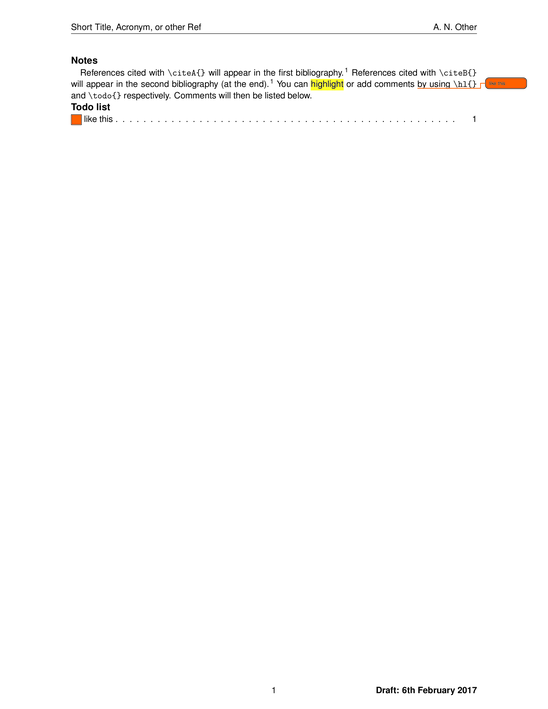 Short Title, Acronym, or other Ref A. N. Other
Notes
References cited with \citeA{} will appear in the first bibliography.1 References cited with \citeB{}
will appear in the second bibliography (at the end).1 You can highlight or add comments by using \hl{}
and \todo{} respectively. Comments will then be listed below.
Todo list
like this . . . . . . . . . . . . . . . . . . . . . . . . . . . . . . . . . . . . . . . . . . . . . . . . . . 1
1 Draft: 6th February 2017